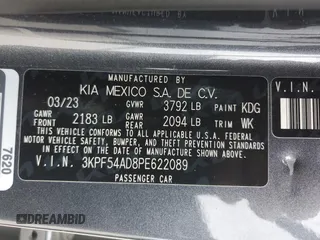 MANUFACTURED BY
KIA MEXICO S.A. DE C.V.
03/23 GVWR 3792 LB PAINT KDG
GAWR FRONT 2183 LB GAWR REAR 2094 LB TRIM WK
THIS VEHICLE CONFORMS TO ALL APPLICABLE U.S.
FEDERAL MOTOR VEHICLE SAFETY,
BUMPER, AND THEFT PREVENTION STANDARDS
IN EFFECT ON THE DATE OF MANUFACTURE
SHOWN ABOVE.
V.I.N. 3KPF54AD8PE622089
PASSENGER CAR
7620
V.I.N.
DREAMBID